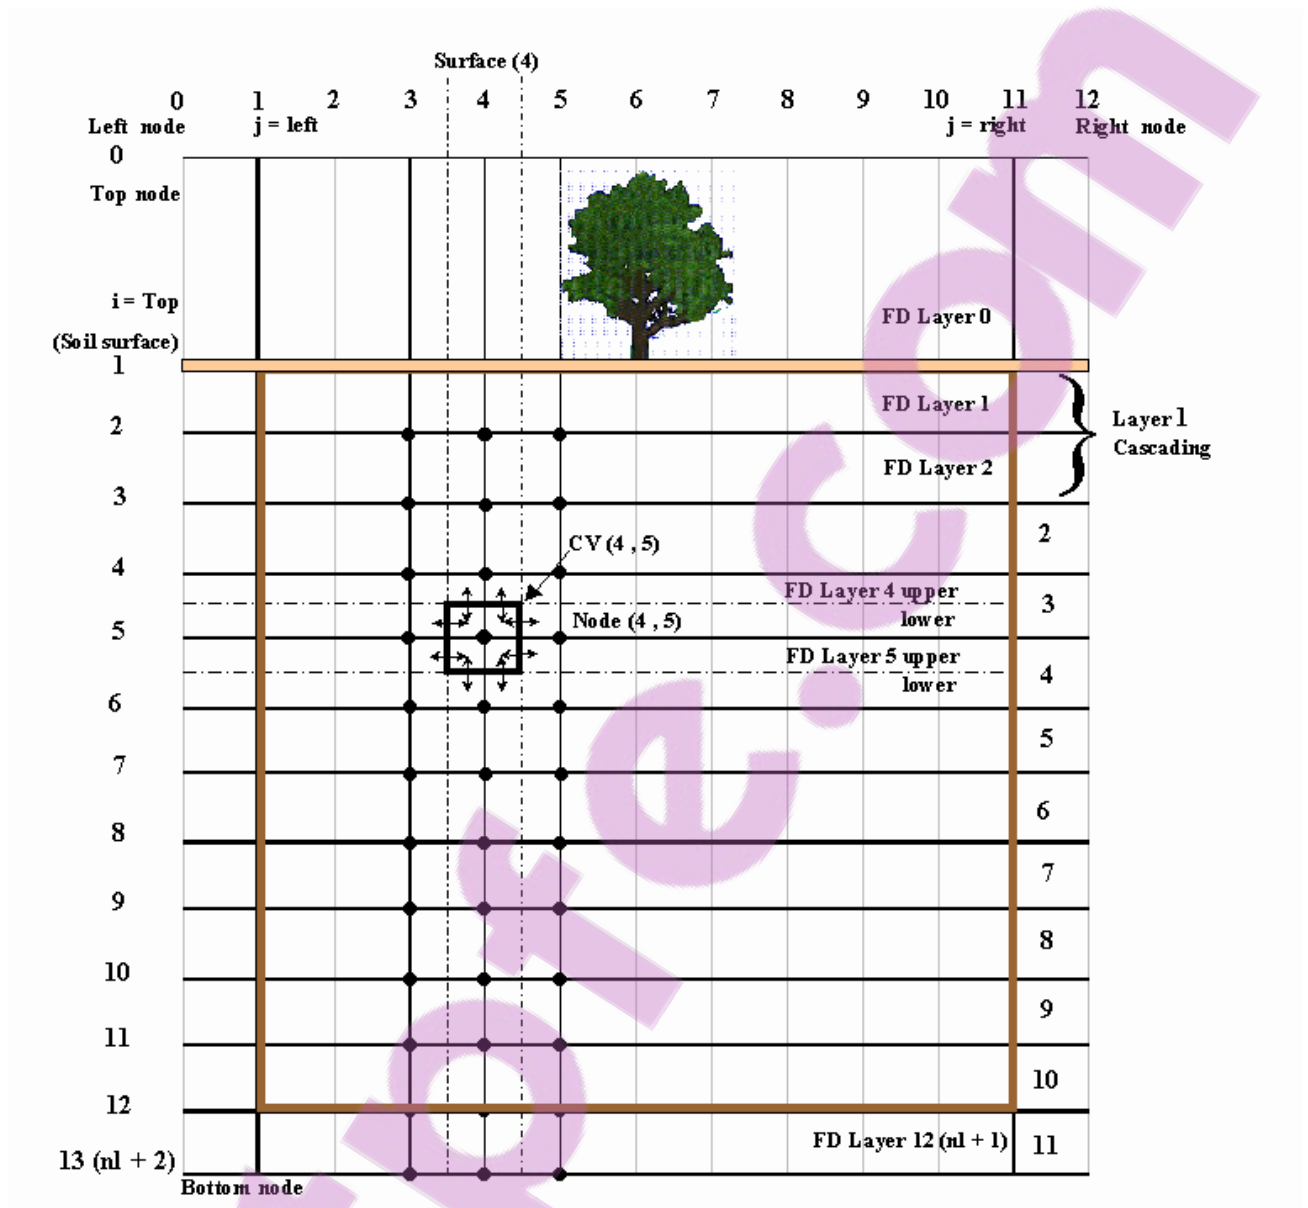 Surface (4)
0 1 2 3 4 5 6 7 8 9 10 11 12
Left node j = left j = right Right node
0
Top node
i = Top
FD Layer 0
(Soil surface)
1
FD Layer 1
2
Layer 1
Cascading
FD Layer 2
3
2
CV (4 , 5)
4
FD Layer 4 upper
3
lower
Node (4 , 5)
5
FD Layer 5 upper
4
lower
6
5
7
6
8
7
9
8
10
9
11
10
12
FD Layer 12 (nl + 1)
11
13 (nl + 2)
Bottom node
pfe.com